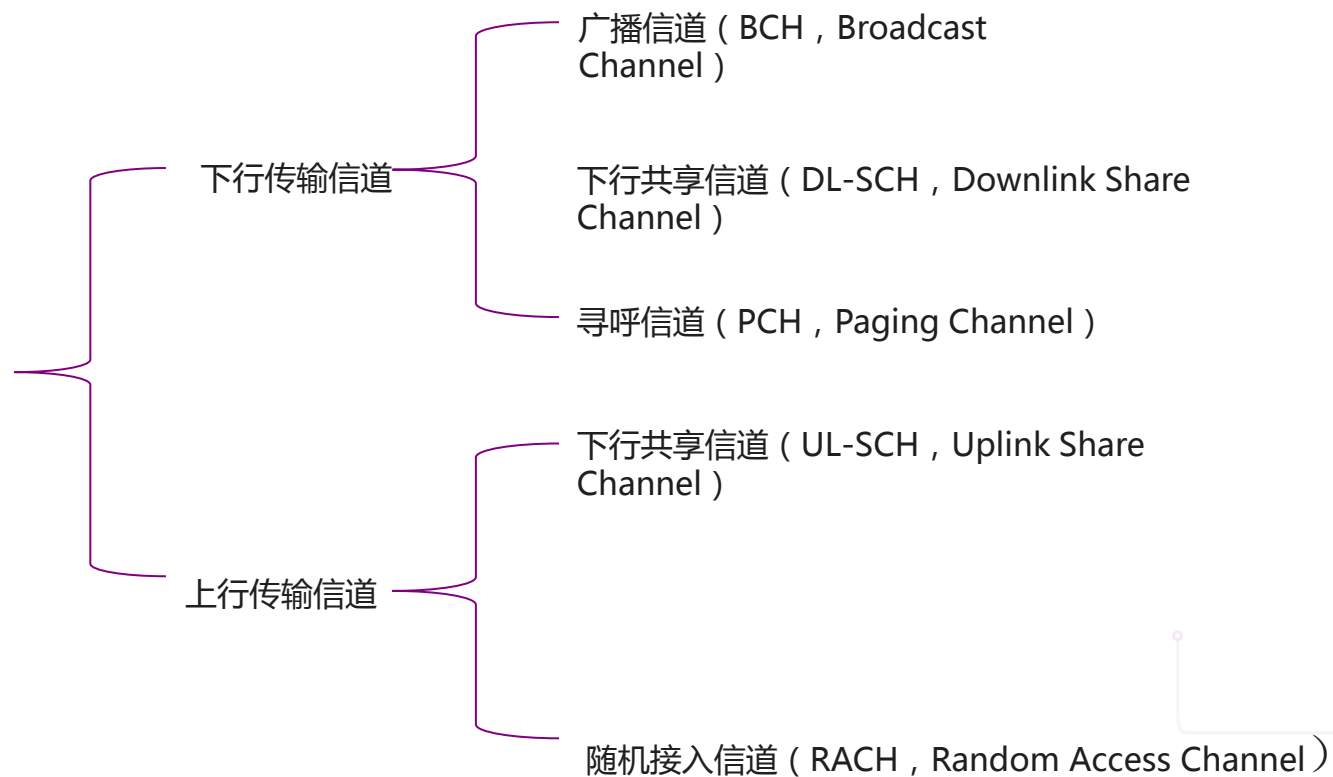 广播信道（BCH，Broadcast
Channel）
下行传输信道
下行共享信道（DL-SCH，Downlink Share
Channel）
寻呼信道（PCH，Paging Channel）
下行共享信道（UL-SCH，Uplink Share
Channel）
上行传输信道
随机接入信道（RACH，Random Access Channel）